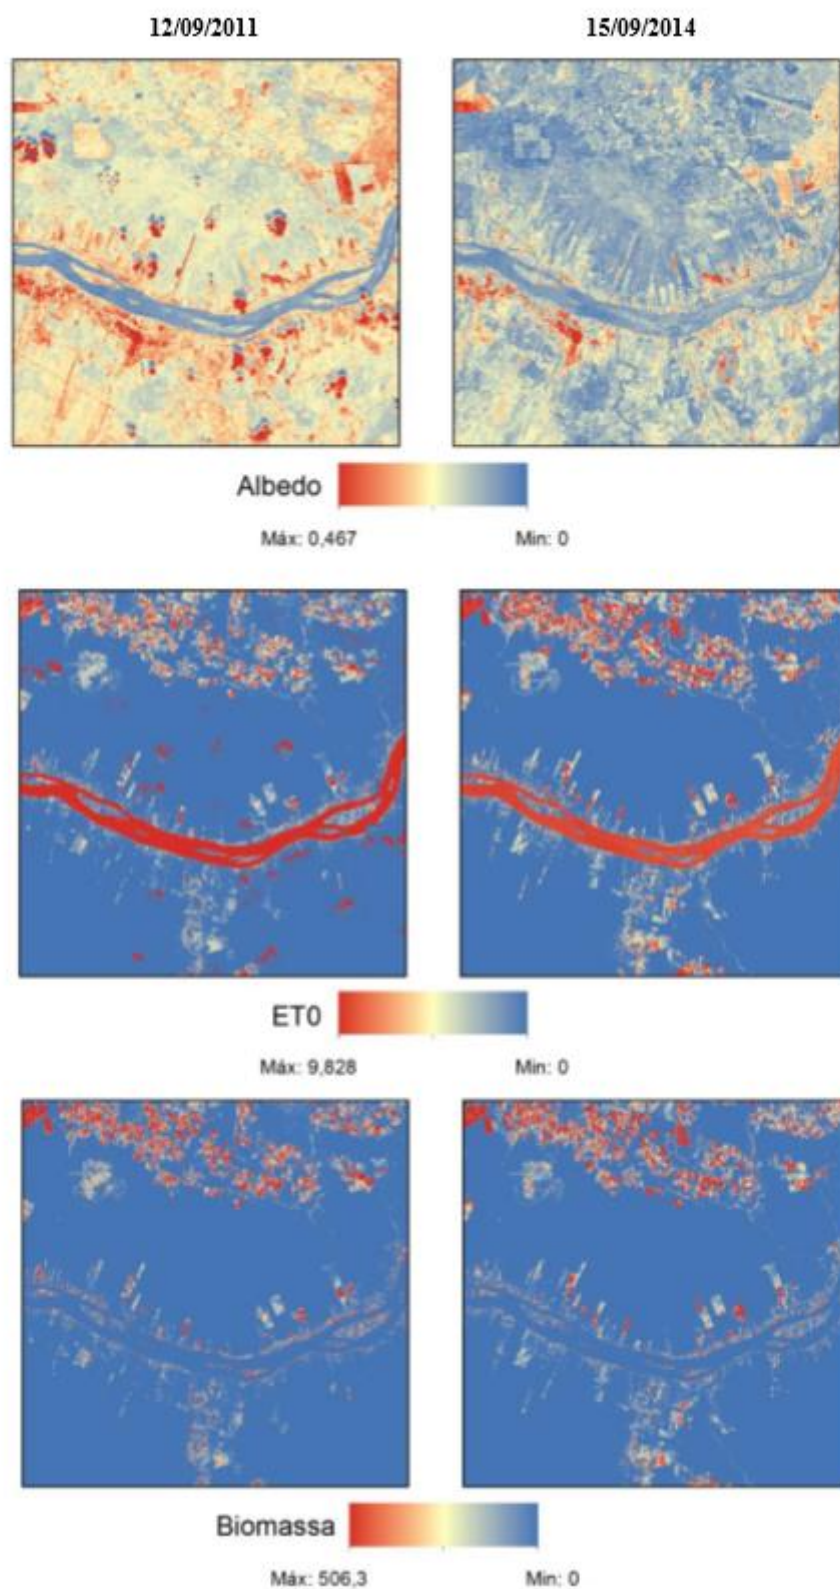 12/09/2011 15/09/2014
Albedo
Máx: 0,467 Min: 0
ET0
Máx: 9,828 Min: 0
Biomassa
Máx: 506,3 Min: 0